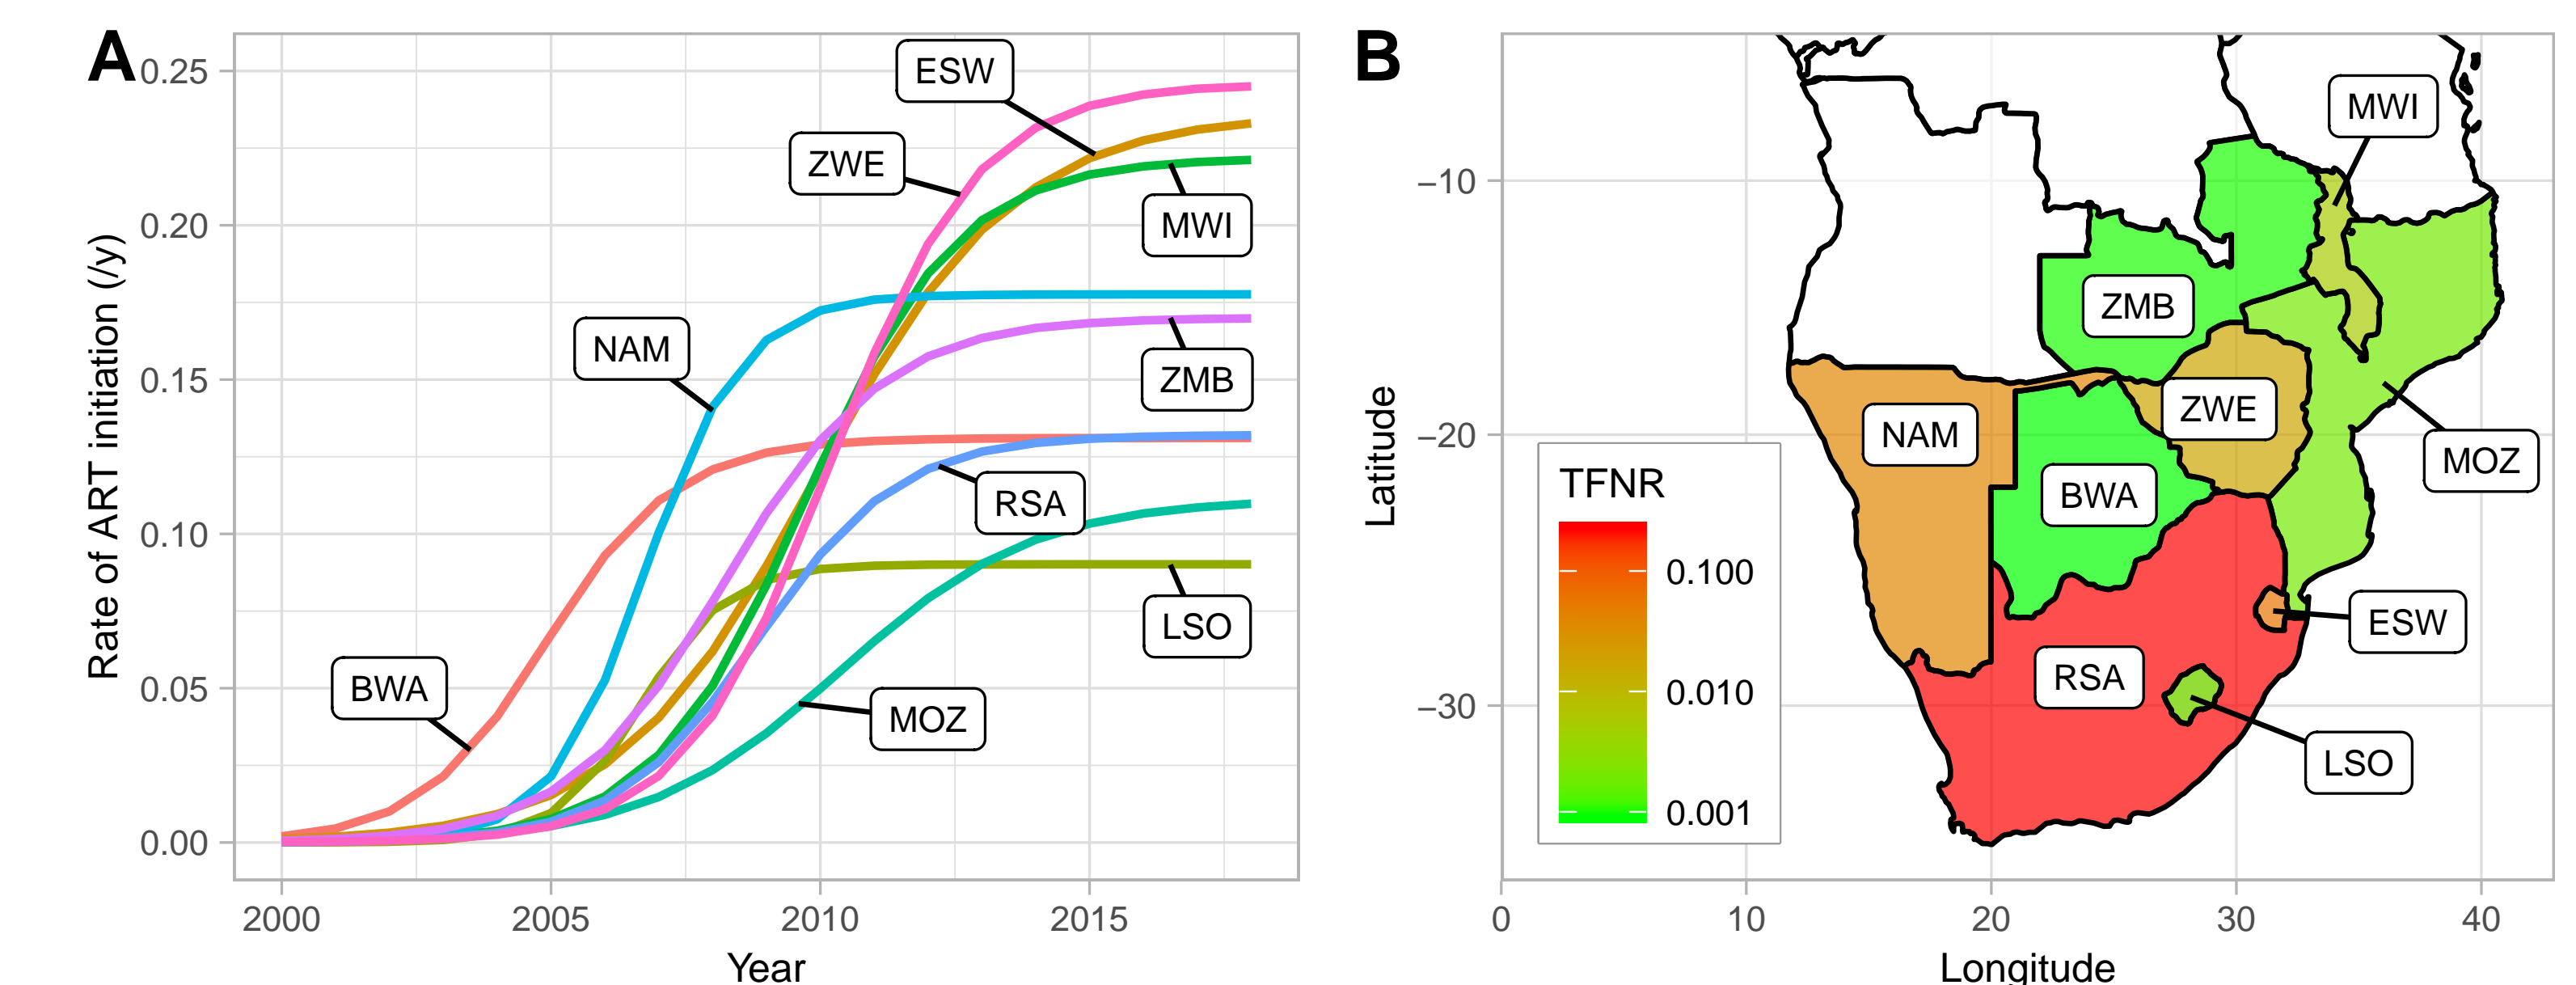 A
B
0.25
0.20
0.15
0.10
0.05
0.00
Rate of ART initiation (/y)
2000
2005
2010
2015
Year
ESW
ZWE
MWI
NAM
ZMB
RSA
BWA
LSO
MOZ
−10
−20
−30
Latitude
0
10
20
30
40
Longitude
MWI
ZMB
ZWE
NAM
MOZ
BWA
ESW
RSA
LSO
TFNR
0.100
0.010
0.001